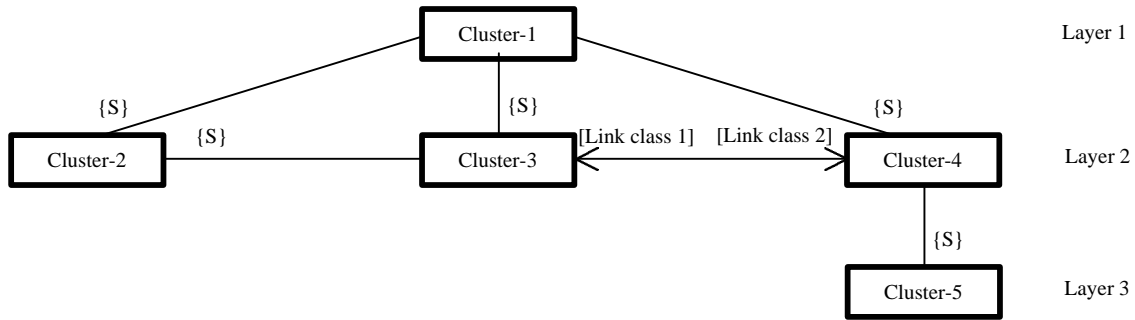 Cluster-1
Layer 1
{S}
{S}
{S}
{S}
[Link class 1]
[Link class 2]
Cluster-2
Cluster-3
Cluster-4
Layer 2
{S}
Cluster-5
Layer 3